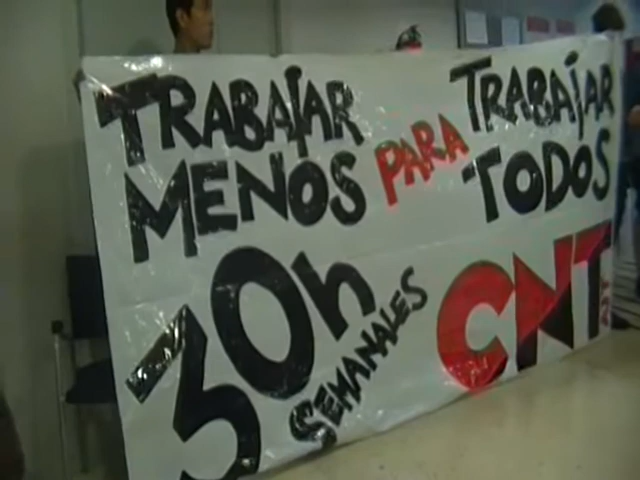 TRABAJAR
MENOS PARA
TRABAJAR
TODOS
30h
SEMANALES
CNT